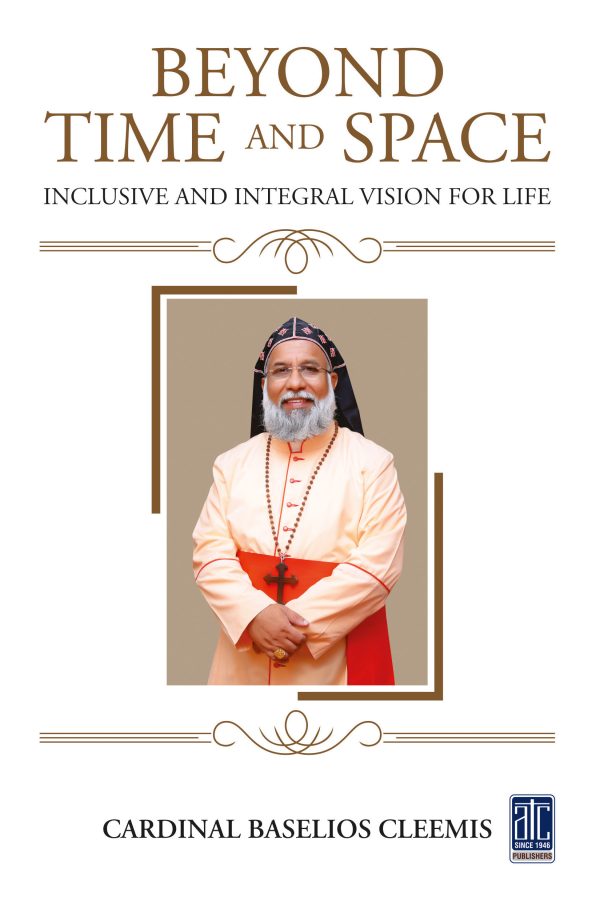 BEYOND
TIME AND SPACE
INCLUSIVE AND INTEGRAL VISION FOR LIFE
CARDINAL BASELIOS CLEEMIS
atc
SINCE 1946
PUBLISHERS